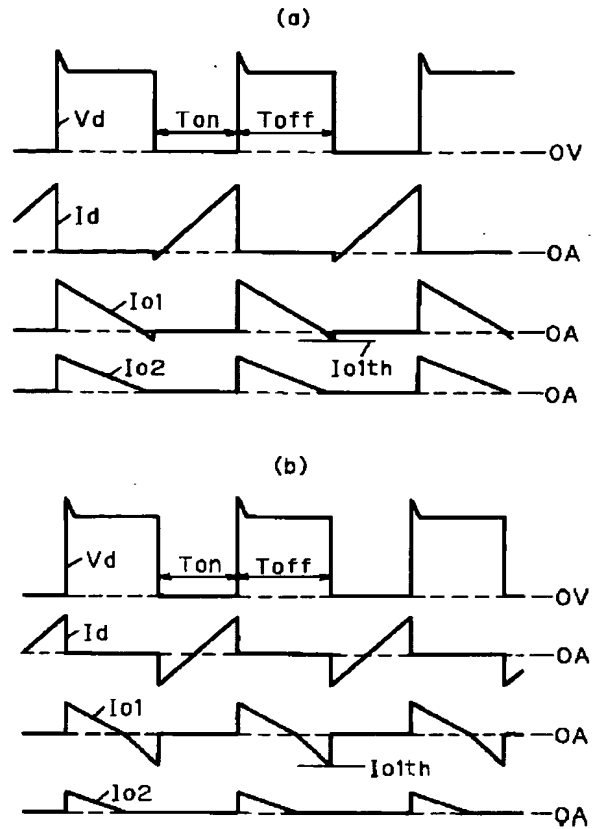 (a)
Vd
Ton
Toff
0V
Id
0A
Io1
0A
Io1th
Io2
0A
(b)
Vd
Ton
Toff
0V
Id
0A
Io1
0A
Io1th
Io2
0A